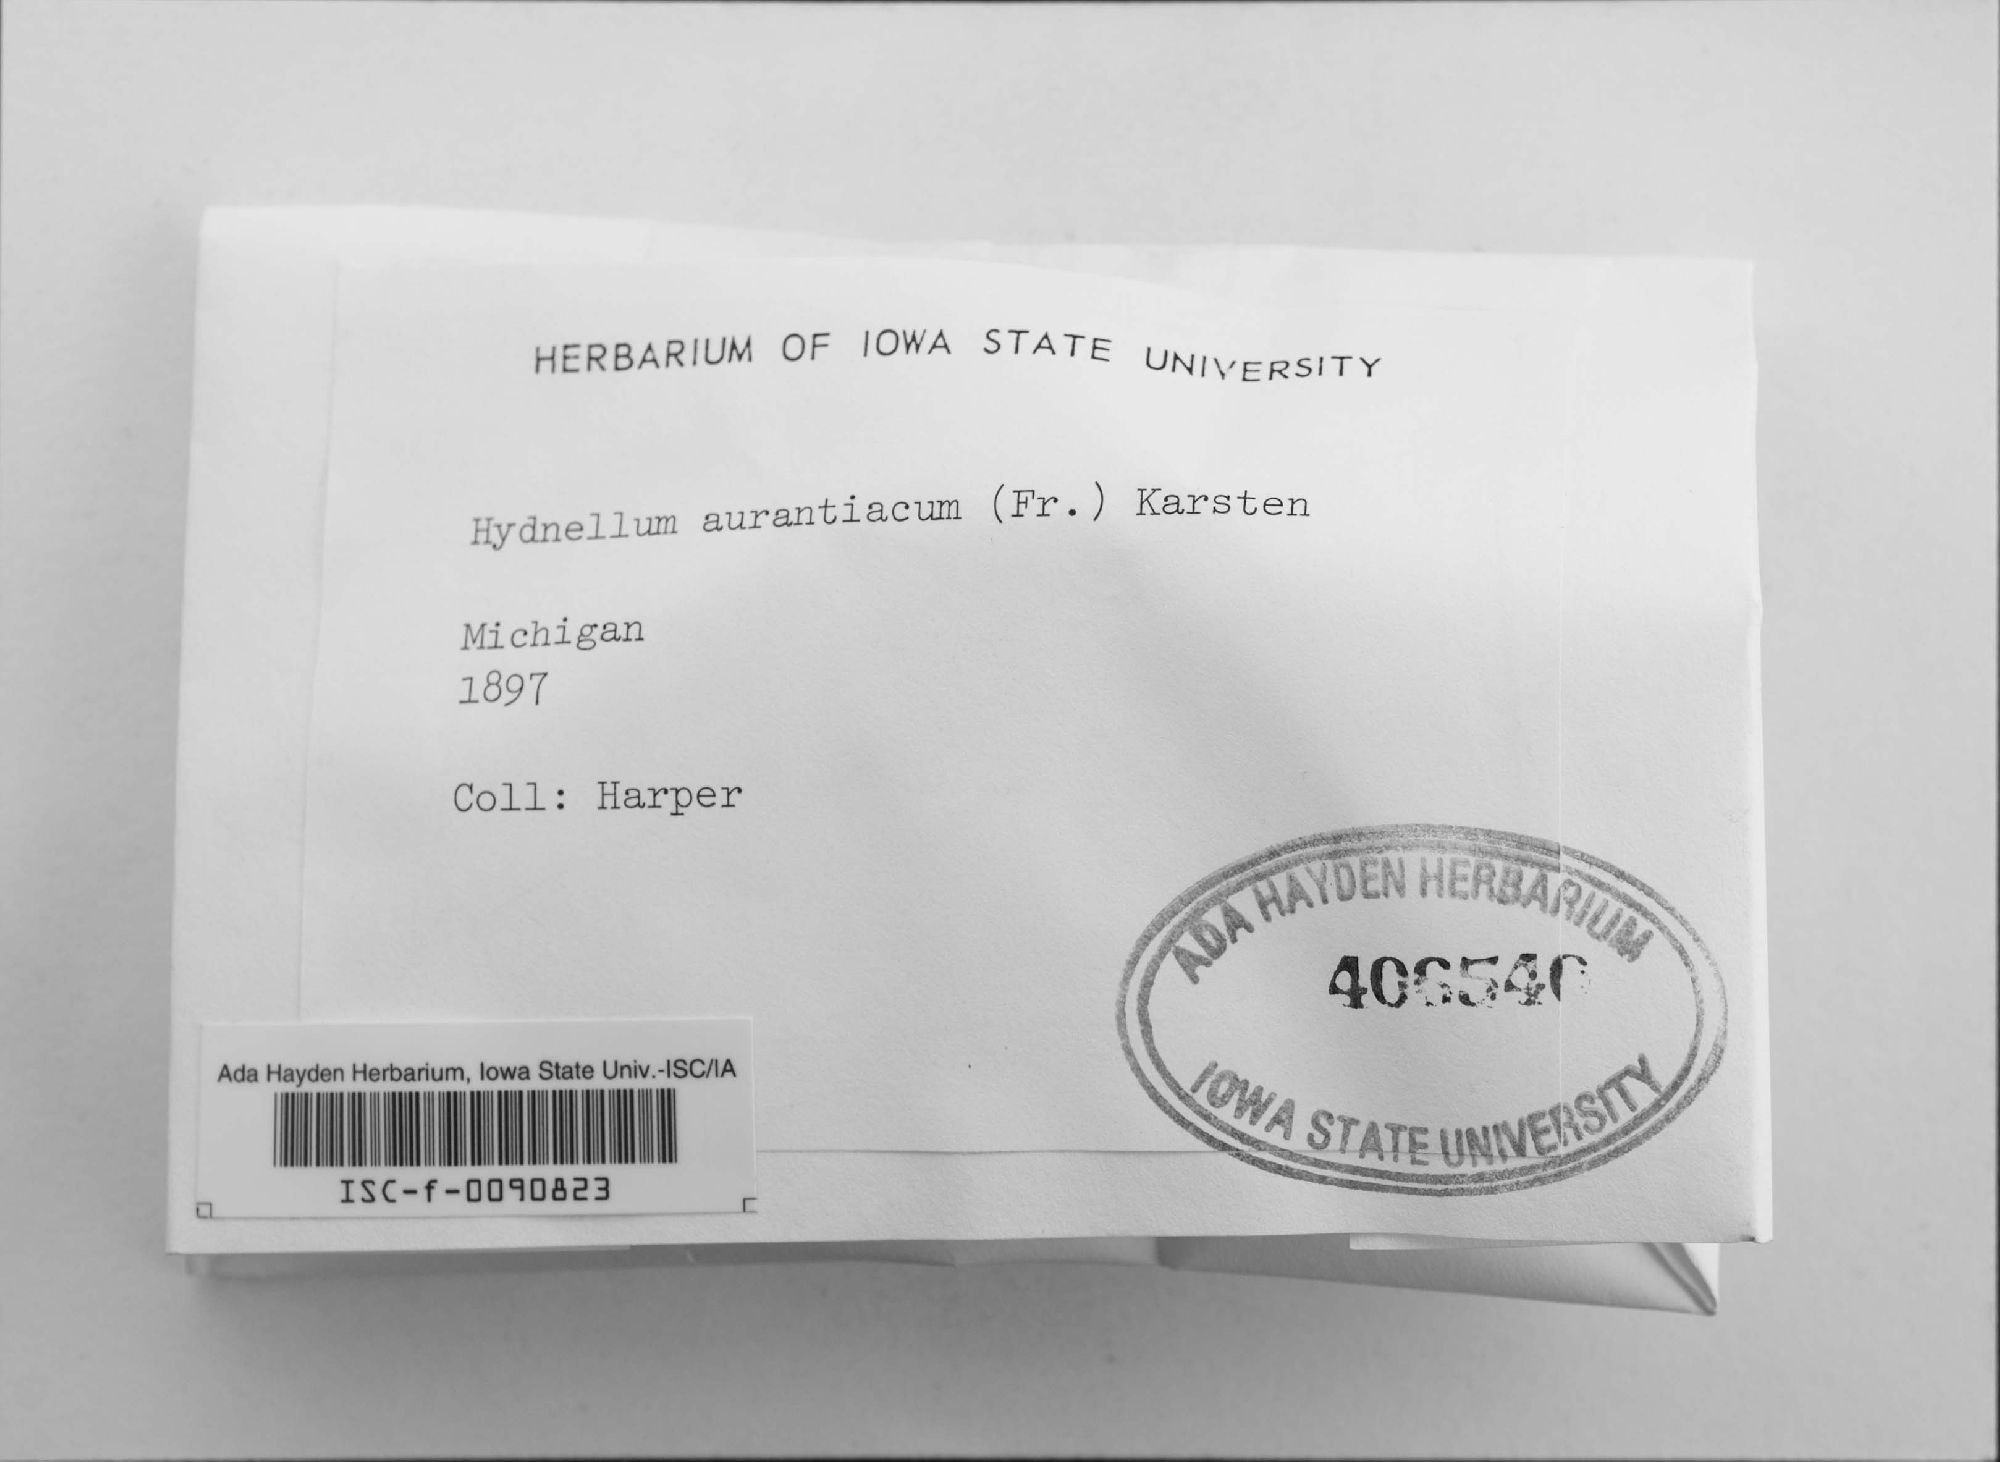 HERBARIUM OF IOWA STATE UNIVERSITY
Hydnellum aurantiacum (Fr.) Karsten
Michigan
1897
Coll: Harper
ADA HAYDEN HERBARIUM
IOWA STATE UNIVERSITY
Ada Hayden Herbarium, Iowa State Univ.-ISC/IA
ISC-f-0090823